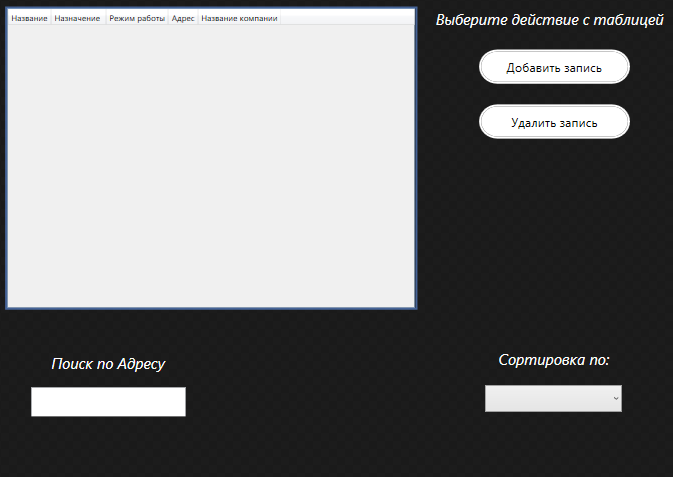 Название Назначение Режим работы Адрес Название компании
Выберите действие с таблицей
Добавить запись
Удалить запись
Поиск по Адресу
Сортировка по: